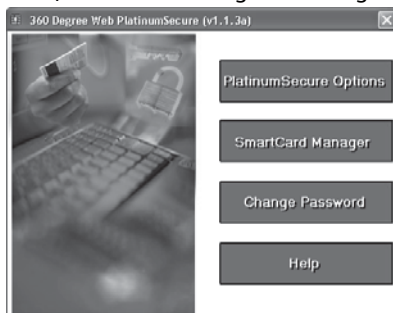 360 Degree Web PlatinumSecure (v1.1.3a)
PlatinumSecure Options
SmartCard Manager
Change Password
Help